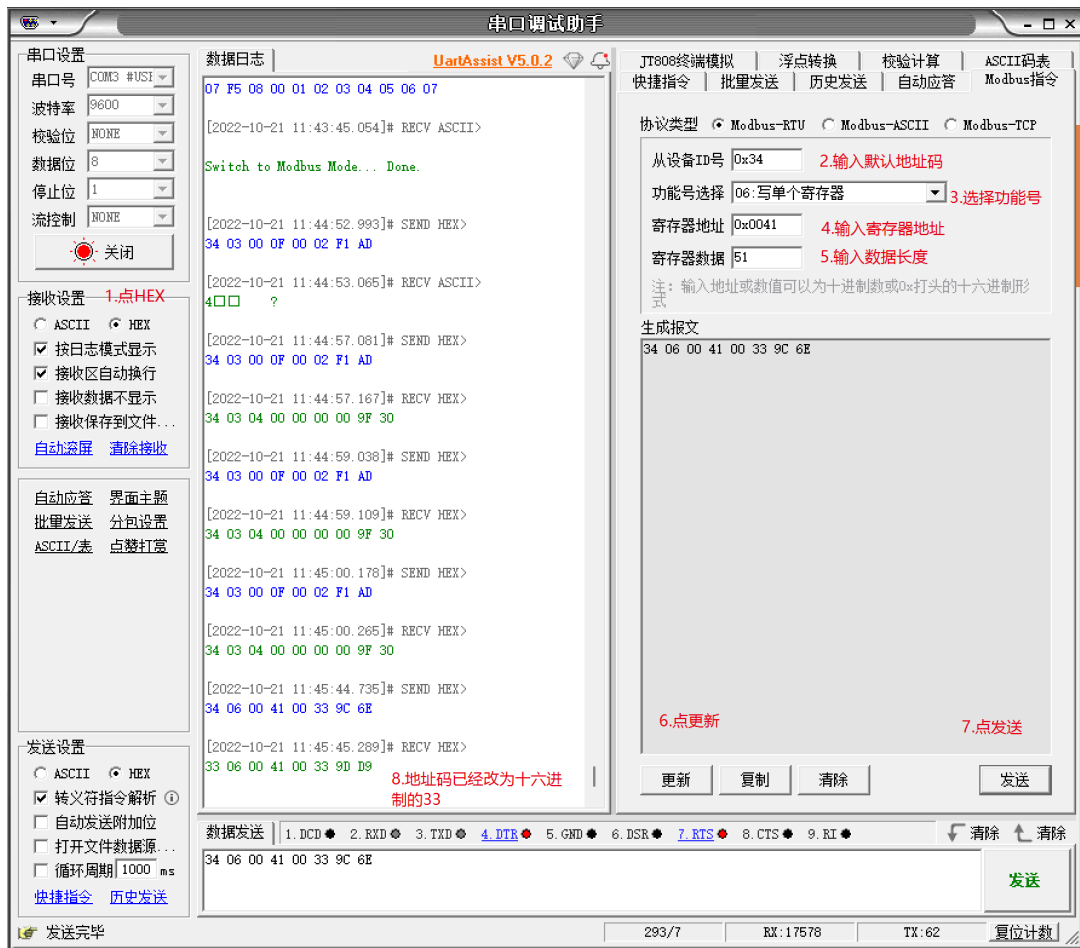 串口调试助手
串口设置
串口号 COM3 #USI
波特率 9600
校验位 NONE
数据位 8
停止位 1
流控制 NONE
关闭
接收设置
1.点HEX
ASCII HEX
按日志模式显示
接收区自动换行
接收数据不显示
接收保存到文件...
自动滚屏 清除接收
自动应答 界面主题
批量发送 分包设置
ASCII/表 点赞打赏
发送设置
ASCII HEX
转义符指令解析
自动发送附加位
打开文件数据源...
循环周期 1000 ms
快捷指令 历史发送
数据日志 UartAssist V5.0.2
07 F5 08 00 01 02 03 04 05 06 07
[2022-10-21 11:43:45.054]# RECV ASCII>
Switch to Modbus Mode... Done.
[2022-10-21 11:44:52.993]# SEND HEX>
34 03 00 0F 00 02 F1 AD
[2022-10-21 11:44:53.065]# RECV ASCII>
4□□ ?
[2022-10-21 11:44:57.081]# SEND HEX>
34 03 00 0F 00 02 F1 AD
[2022-10-21 11:44:57.167]# RECV HEX>
34 03 04 00 00 00 00 9F 30
[2022-10-21 11:44:59.038]# SEND HEX>
34 03 00 0F 00 02 F1 AD
[2022-10-21 11:44:59.109]# RECV HEX>
34 03 04 00 00 00 00 9F 30
[2022-10-21 11:45:00.178]# SEND HEX>
34 03 00 0F 00 02 F1 AD
[2022-10-21 11:45:00.265]# RECV HEX>
34 03 04 00 00 00 00 9F 30
[2022-10-21 11:45:44.735]# SEND HEX>
34 06 00 41 00 33 9C 6E
[2022-10-21 11:45:45.289]# RECV HEX>
33 06 00 41 00 33 9D D9
8.地址码已经改为十六进
制的33
JT808终端模拟 浮点转换 校验计算 ASCII码表
快捷指令 批量发送 历史发送 自动应答 Modbus指令
协议类型 Modbus-RTU Modbus-ASCII Modbus-TCP
从设备ID号 0x34 2.输入默认地址码
功能号选择 06:写单个寄存器 3.选择功能号
寄存器地址 0x0041 4.输入寄存器地址
寄存器数据 51 5.输入数据长度
注：输入地址或数值可以为十进制数或0x打头的十六进制形
式
生成报文
34 06 00 41 00 33 9C 6E
6.点更新 7.点发送
更新 复制 清除 发送
数据发送 1.DCD 2.RXD 3.TXD 4.DTR 5.GND 6.DSR 7.RTS 8.CTS 9.RI 清除 清除
34 06 00 41 00 33 9C 6E
发送
发送完毕 293/7 RX:17578 TX:62 复位计数